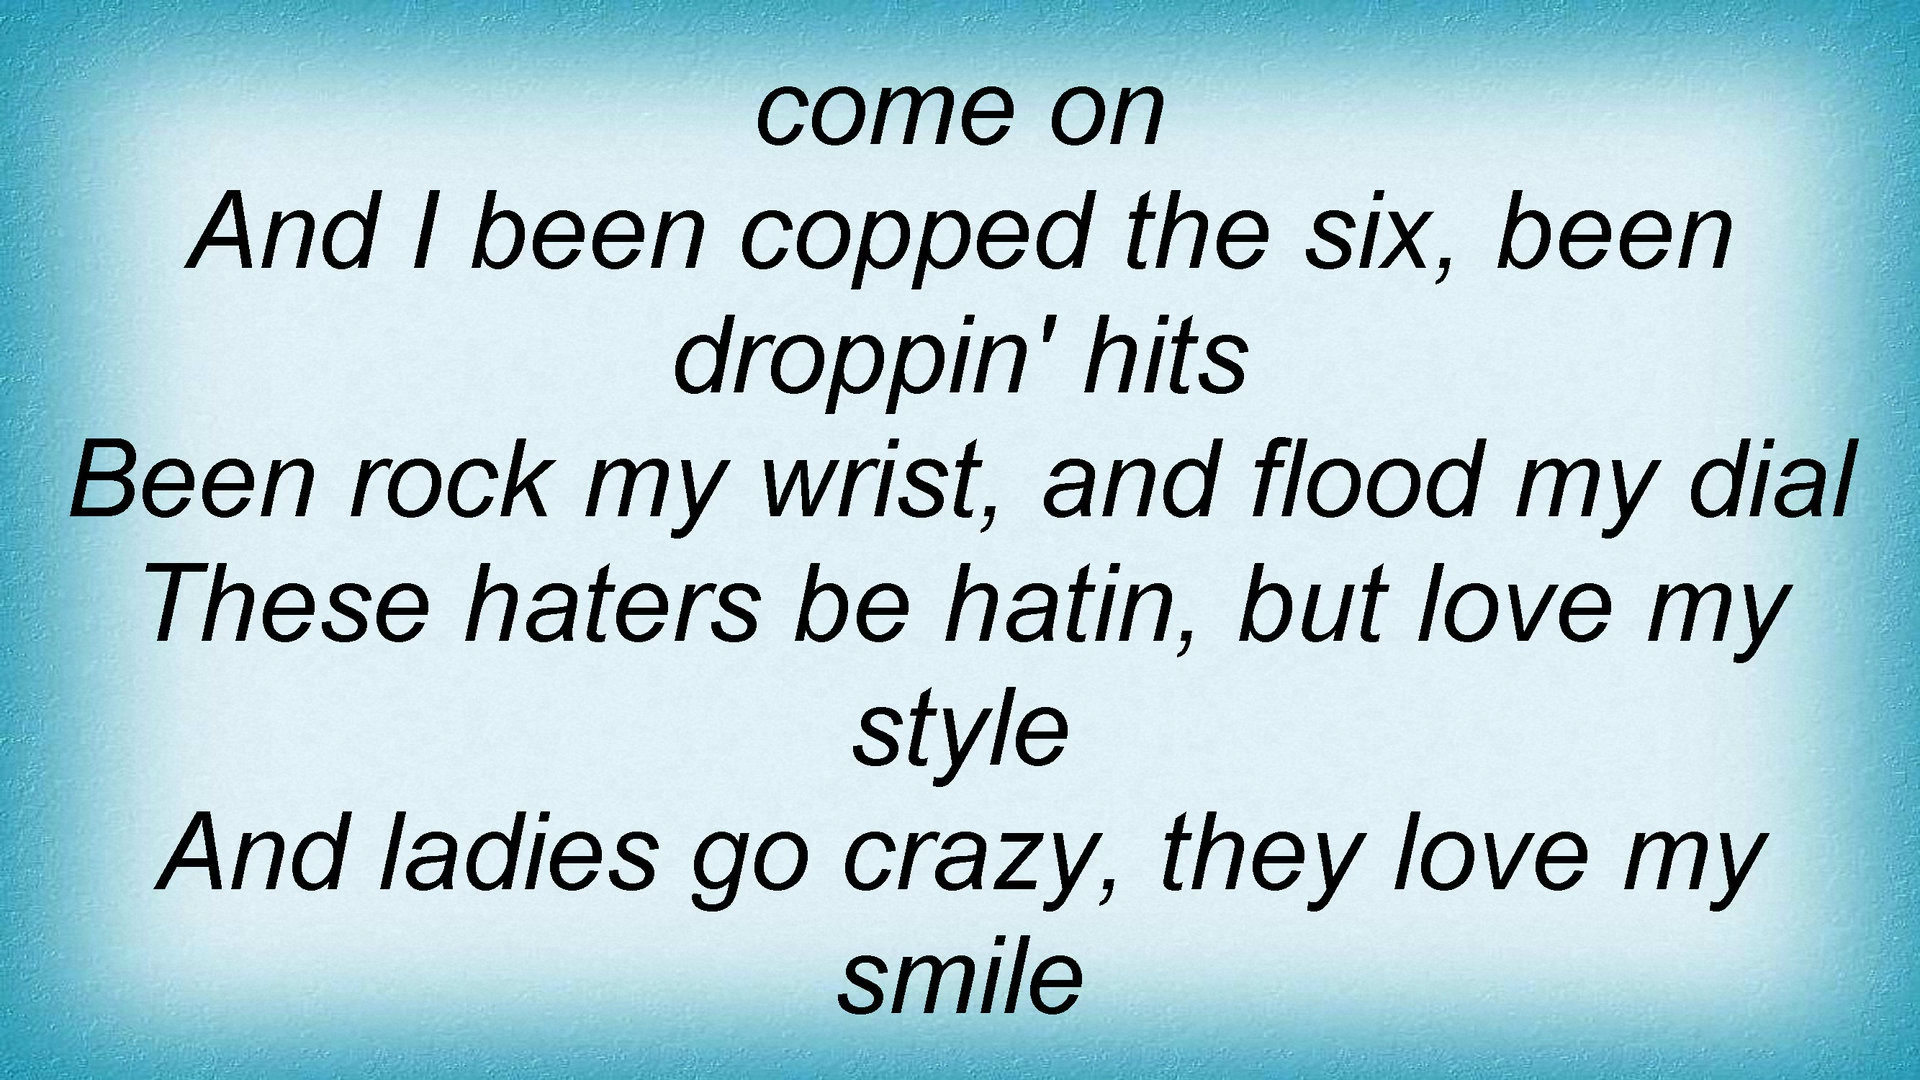 come on
And I been copped the six, been
droppin' hits
Been rock my wrist, and flood my dial
These haters be hatin, but love my
style
And ladies go crazy, they love my
smile